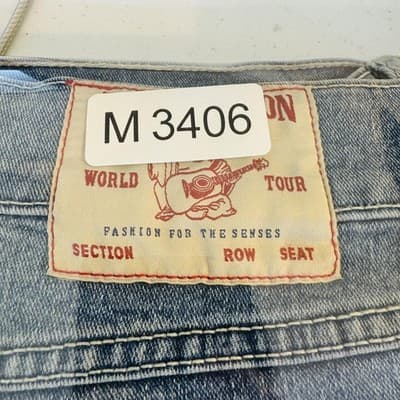 M 3406
ON
WORLD TOUR
FASHION FOR THE SENSES
SECTION ROW SEAT